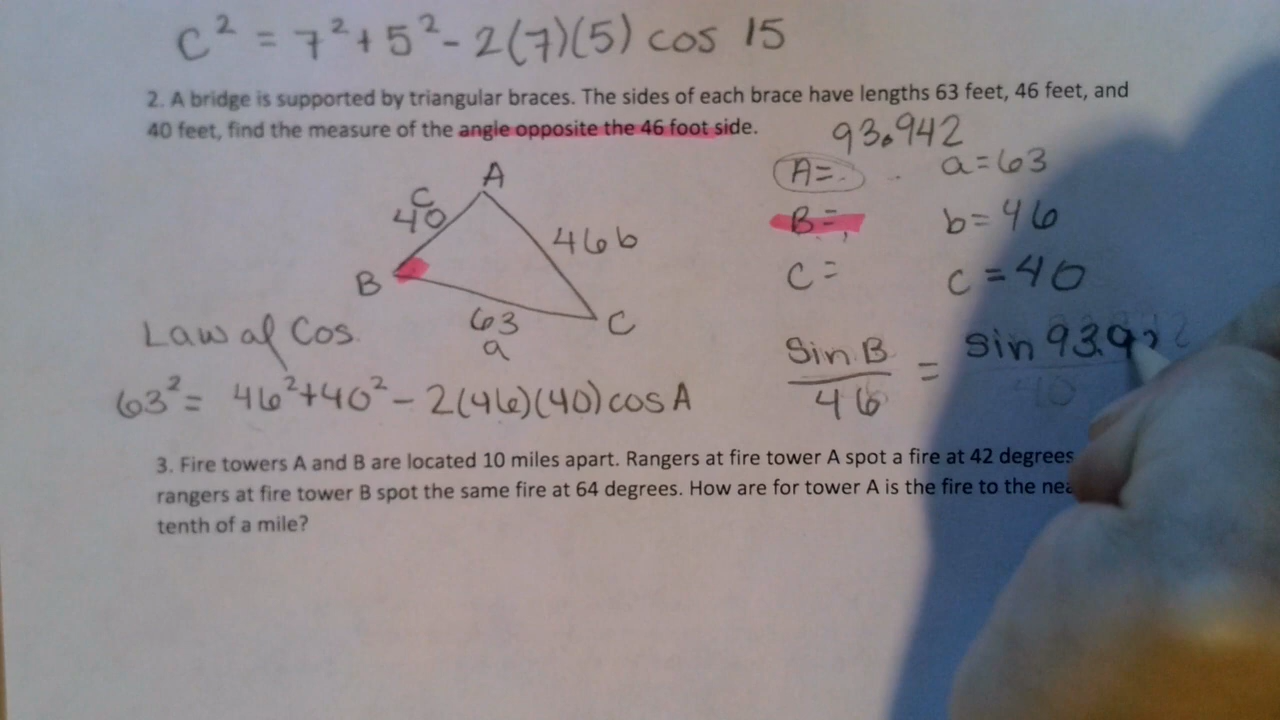 C² = 7² + 5² - 2(7)(5) cos 15
2. A bridge is supported by triangular braces. The sides of each brace have lengths 63 feet, 46 feet, and
40 feet, find the measure of the angle opposite the 46 foot side.
93.942
A= a=63
B= b=46
C= c=40
A
c
40
46 b
B
63
a
C
Law of Cos.
63² = 46²+40² - 2(46)(40) cos A
Sin B = sin 93.9
46 40
3. Fire towers A and B are located 10 miles apart. Rangers at fire tower A spot a fire at 42 degrees
rangers at fire tower B spot the same fire at 64 degrees. How are for tower A is the fire to the
tenth of a mile?